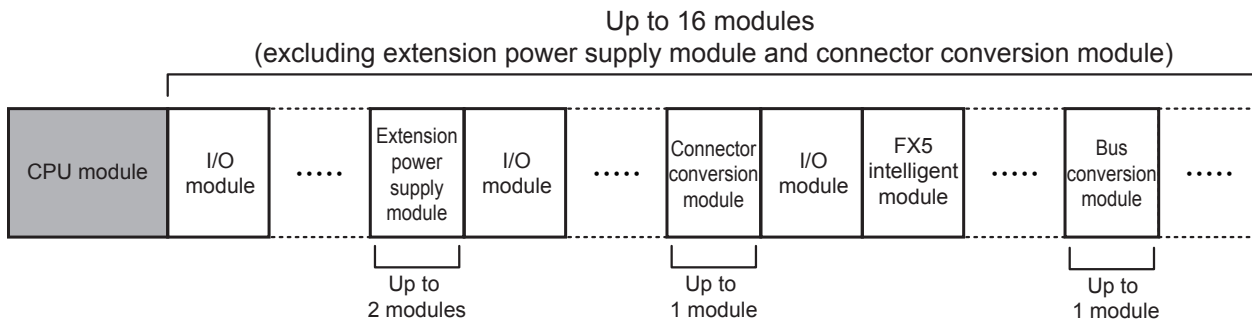 Up to 16 modules
(excluding extension power supply module and connector conversion module)
CPU module
I/O
module
.....
Extension
power
supply
module
I/O
module
.....
Connector
conversion
module
I/O
module
FX5
intelligent
module
.....
Bus
conversion
module
.....
Up to
2 modules
Up to
1 module
Up to
1 module